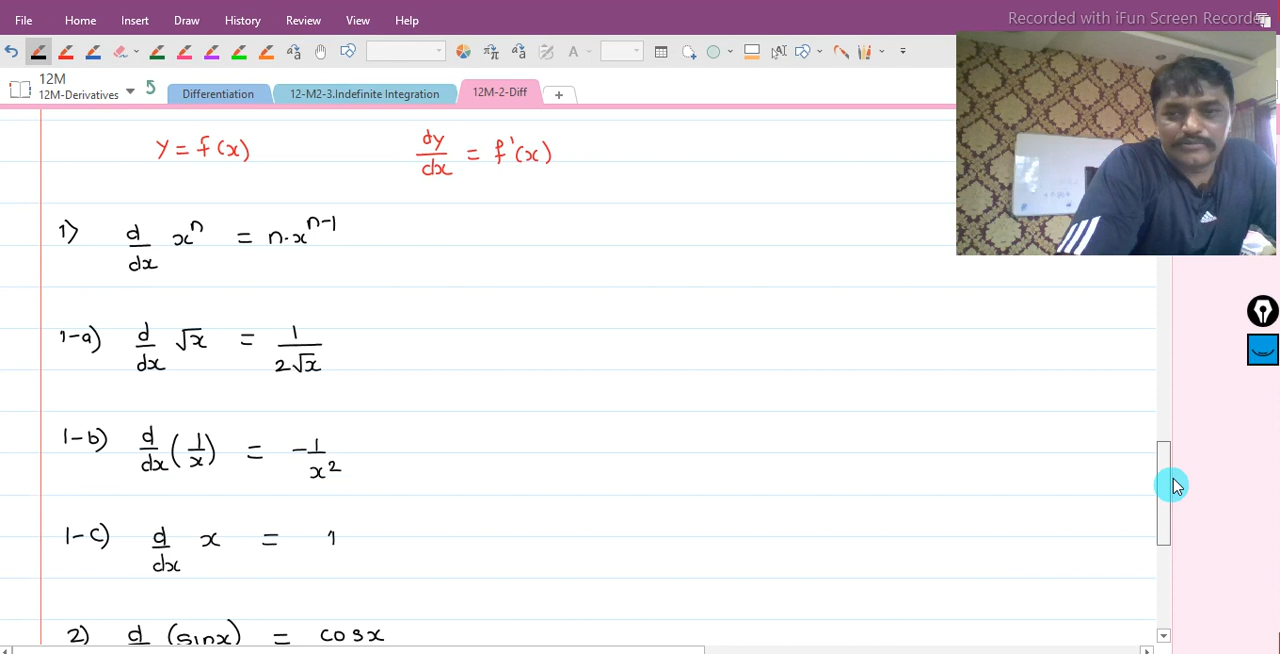 File Home Insert Draw History Review View Help
Recorded with iFun Screen Recorder
12M
12M-Derivatives
Differentiation 12-M2-3.Indefinite Integration 12M-2-Diff +
y = f(x) dy/dx = f'(x)
1) d/dx x^n = n·x^(n-1)
1-a) d/dx √x = 1/(2√x)
1-b) d/dx (1/x) = -1/x^2
1-c) d/dx x = 1
2) d (sinx) = cosx